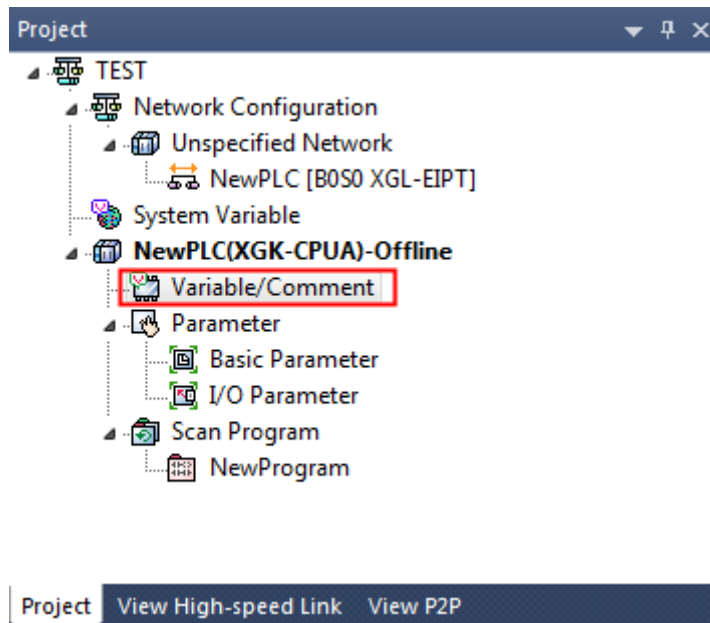 Project
TEST
Network Configuration
Unspecified Network
NewPLC [B0S0 XGL-EIPT]
System Variable
NewPLC(XGK-CPUA)-Offline
Variable/Comment
Parameter
Basic Parameter
I/O Parameter
Scan Program
NewProgram
Project View High-speed Link View P2P